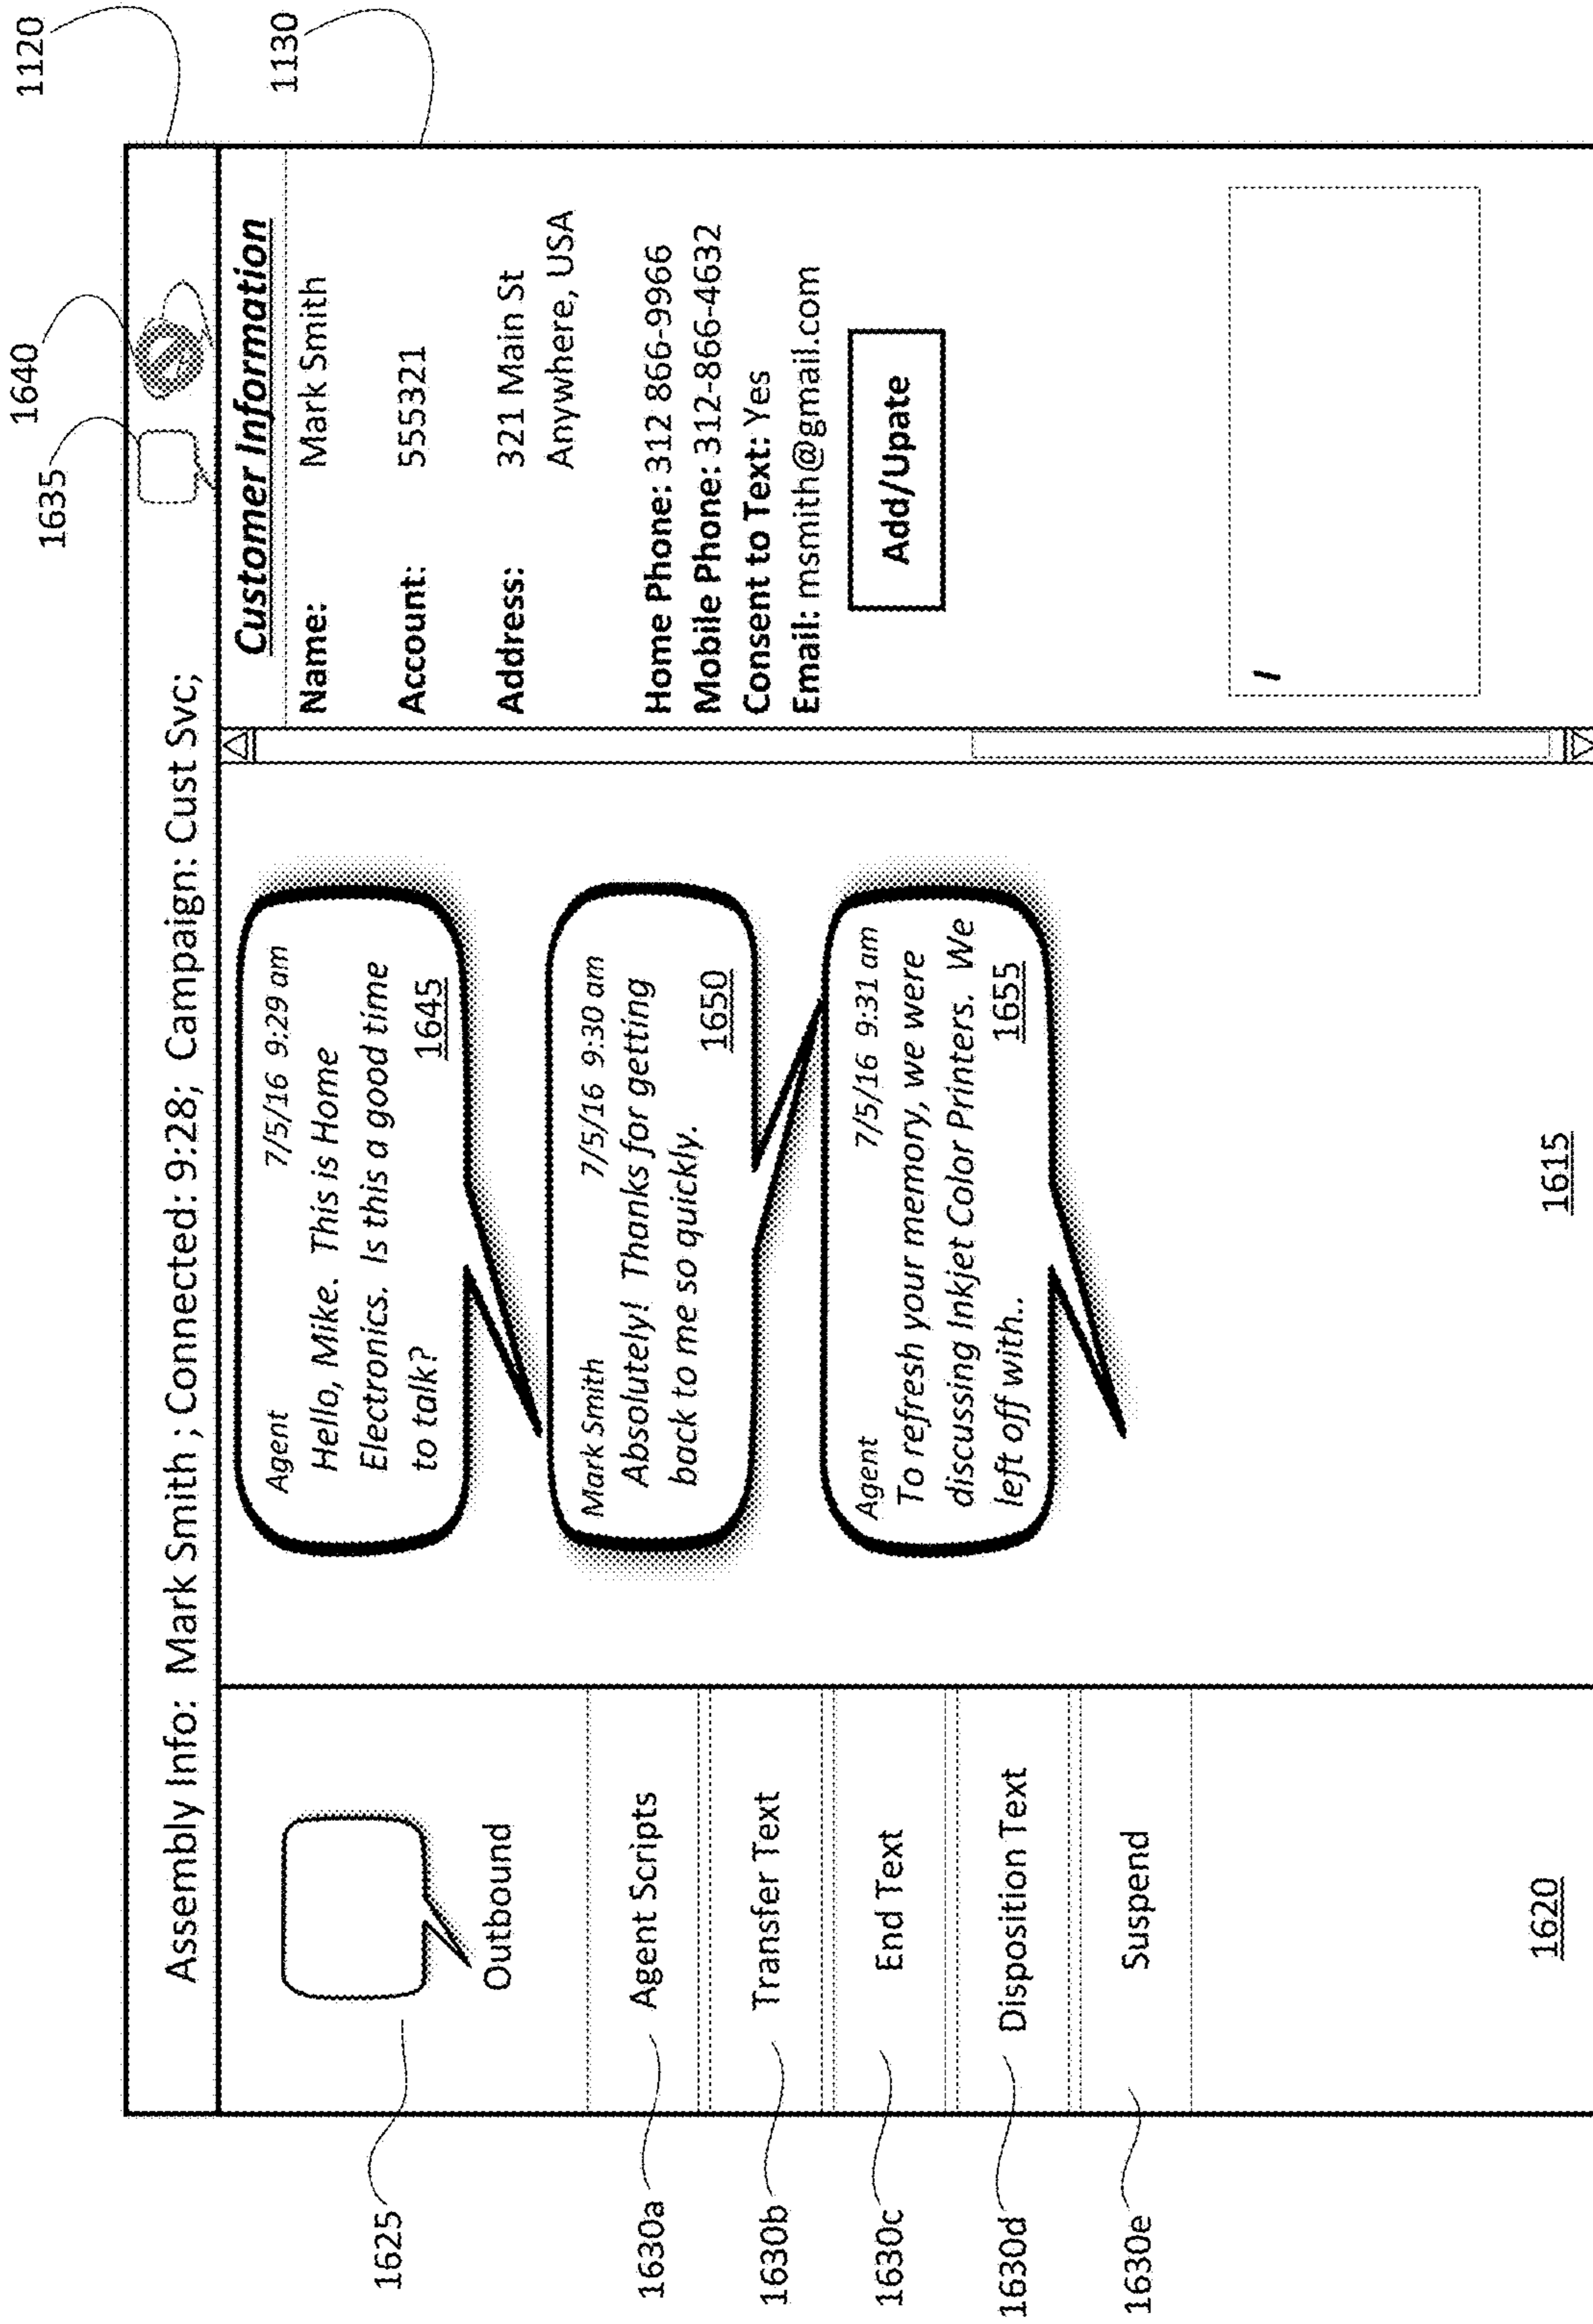 1635
1640
1120
1130
Assembly Info: Mark Smith ; Connected: 9:28; Campaign: Cust Svc;
1625
Outbound
1630a
Agent Scripts
1630b
Transfer Text
1630c
End Text
1630d
Disposition Text
1630e
Suspend
1620
Agent 7/5/16 9:29 am
Hello, Mike. This is Home
Electronics. Is this a good time
to talk?
1645
Mark Smith 7/5/16 9:30 am
Absolutely! Thanks for getting
back to me so quickly.
1650
Agent 7/5/16 9:31 am
To refresh your memory, we were
discussing Inkjet Color Printers. We
left off with..
1655
1615
Customer Information
Name: Mark Smith
Account: 555321
Address: 321 Main St
Anywhere, USA
Home Phone: 312 866-9966
Mobile Phone: 312-866-4632
Consent to Text: Yes
Email: msmith@gmail.com
Add/Upate
I